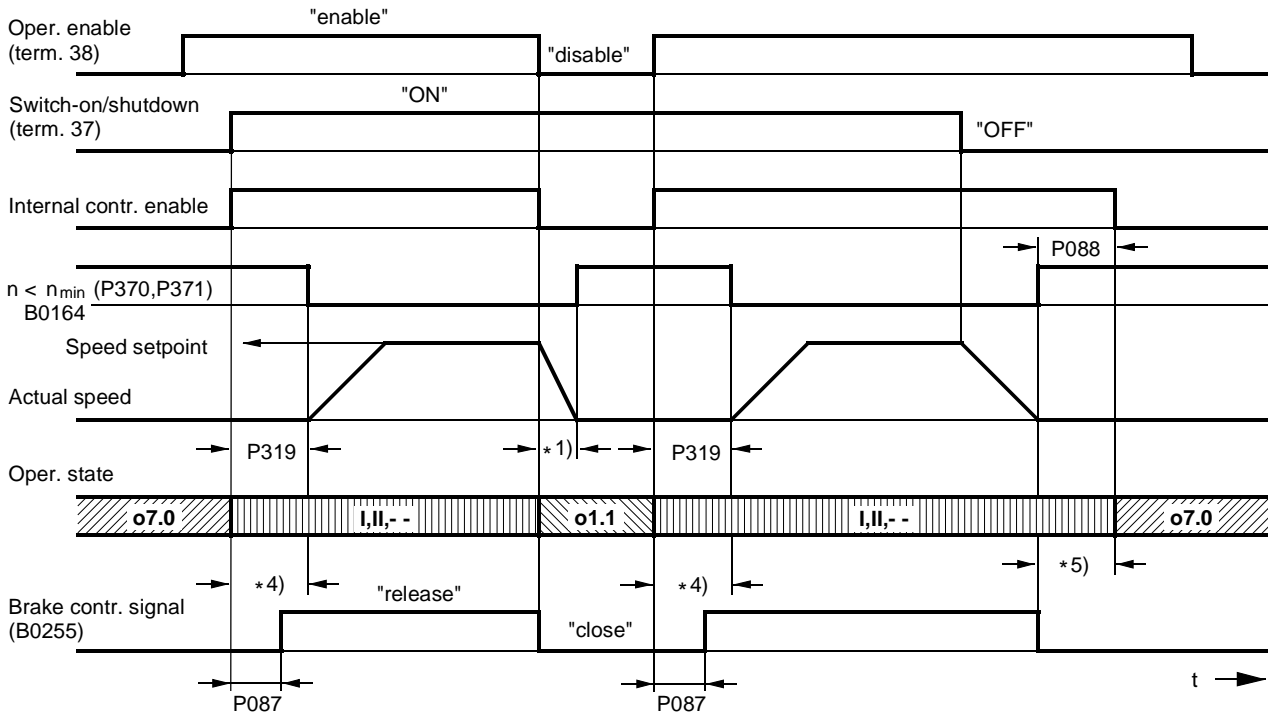 Oper. enable
(term. 38)
"enable"
"disable"
Switch-on/shutdown
(term. 37)
"ON"
"OFF"
Internal contr. enable
P088
n < nmin (P370,P371)
B0164
Speed setpoint
Actual speed
P319
*1)
P319
Oper. state
o7.0
I,II,- -
o1.1
I,II,- -
o7.0
*4)
*4)
*5)
Brake contr. signal
(B0255)
"release"
"close"
t
P087
P087